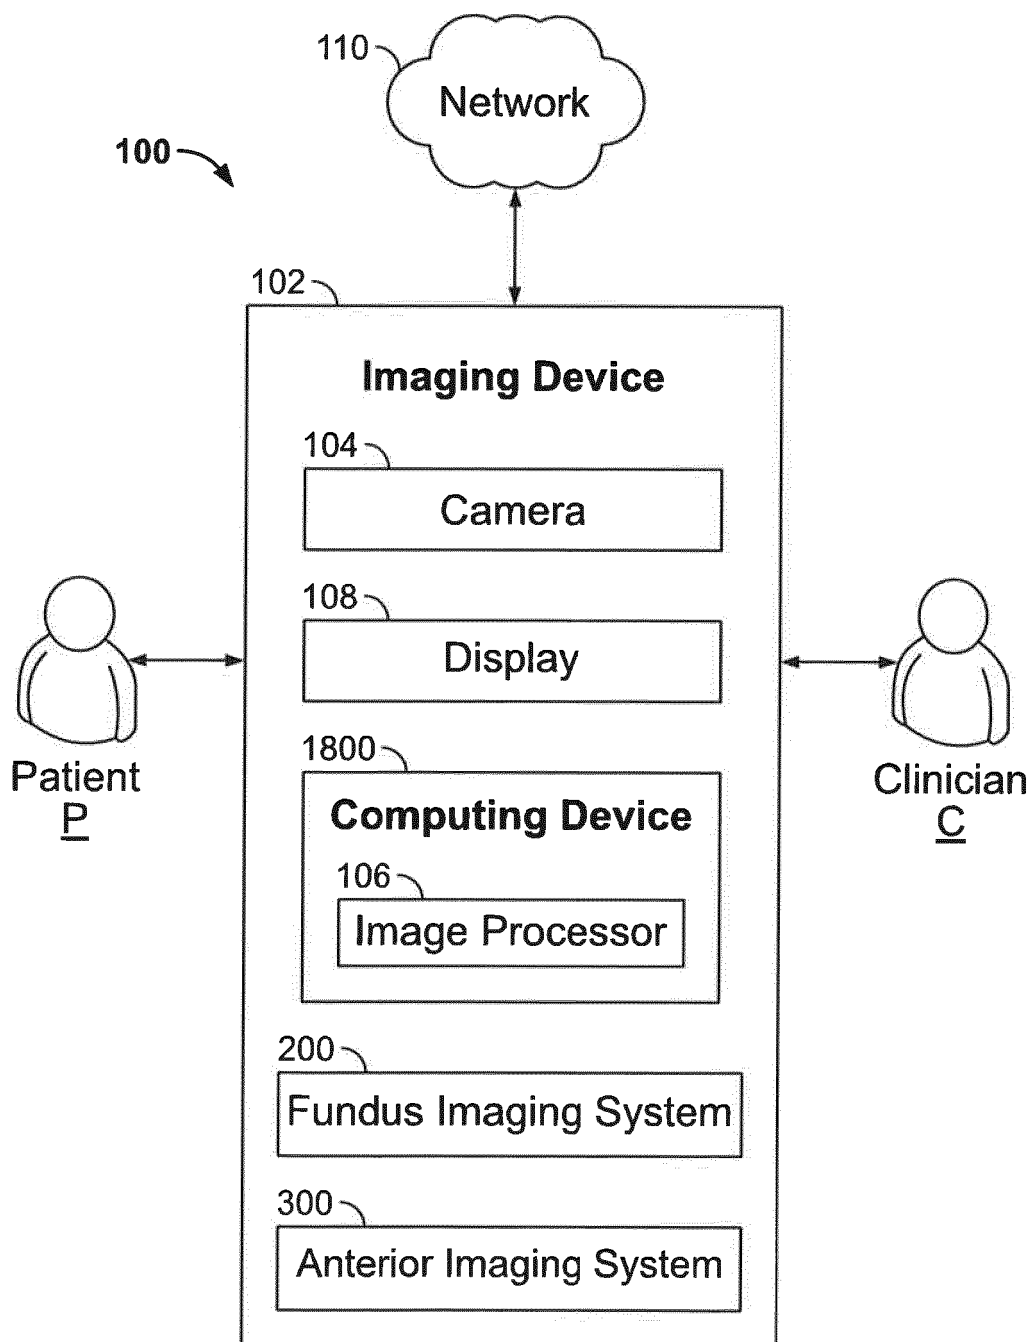 110
Network
100
102
Imaging Device
104
Camera
108
Display
Patient
P
1800
Computing Device
106
Image Processor
Clinician
C
200
Fundus Imaging System
300
Anterior Imaging System